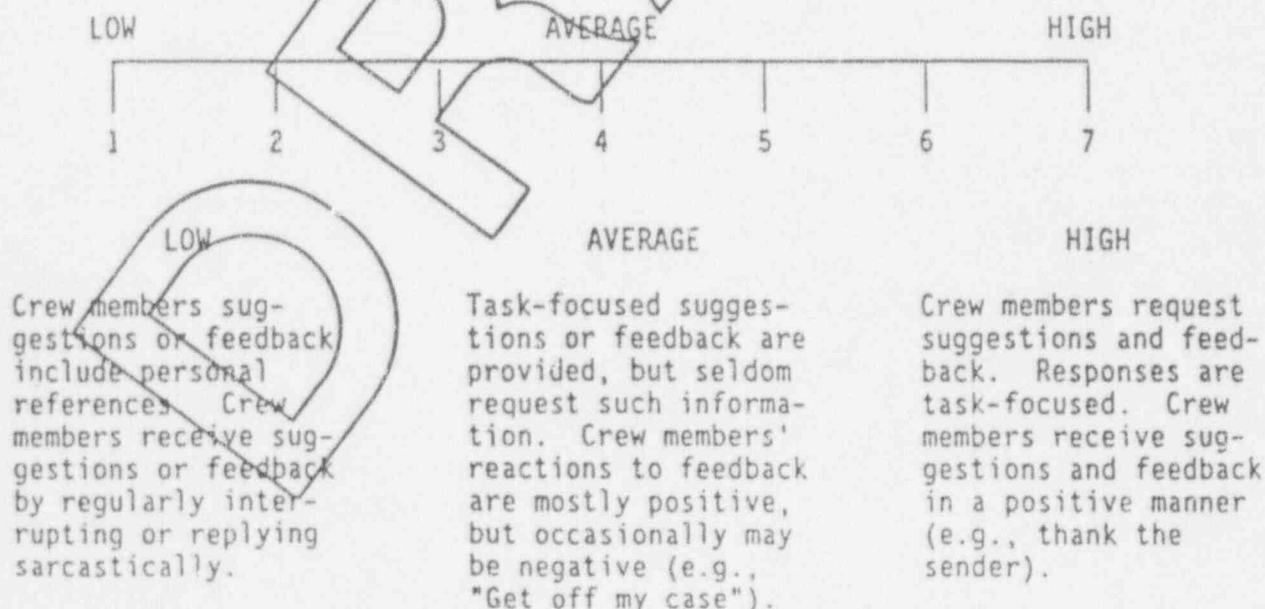 LOW AVERAGE HIGH
1 2 3 4 5 6 7
LOW
Crew members sug-
gestions or feedback
include personal
references Crew
members receive sug-
gestions or feedback
by regularly inter-
rupting or replying
sarcastically.
AVERAGE
Task-focused sugges-
tions or feedback are
provided, but seldom
request such informa-
tion. Crew members'
reactions to feedback
are mostly positive,
but occasionally may
be negative (e.g.,
"Get off my case").
HIGH
Crew members request
suggestions and feed-
back. Responses are
task-focused. Crew
members receive sug-
gestions and feedback
in a positive manner
(e.g., thank the
sender).